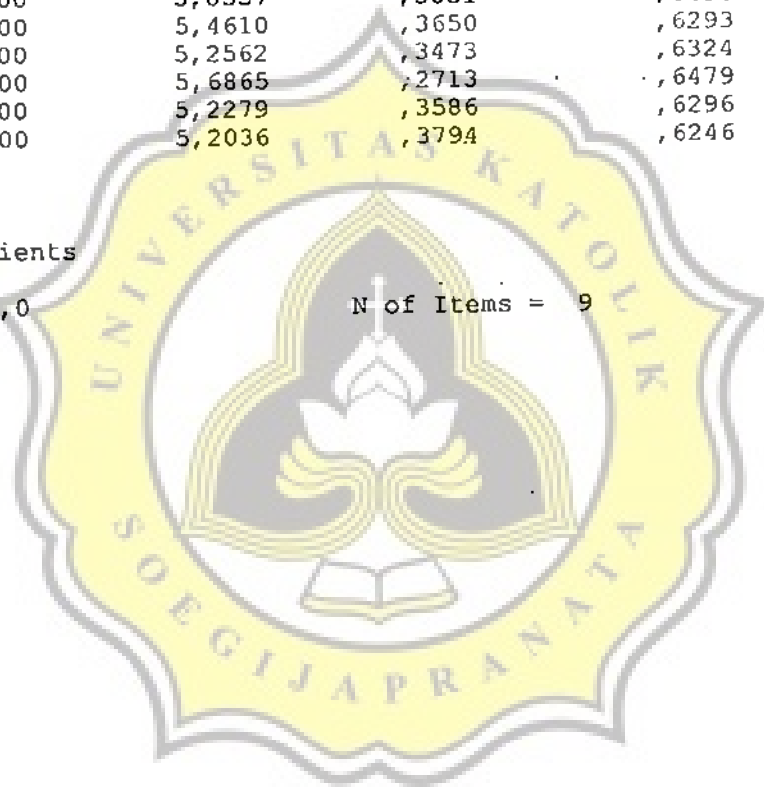 00 5,4610 ,3650 ,6293
00 5,2562 ,3473 ,6324
00 5,6865 ,2713 ,6479
00 5,2279 ,3586 ,6296
00 5,2036 ,3794 ,6246
UNIVERSITAS KATOLIK
ients
,0 N of Items = 9
SOEGIJAPRANATA